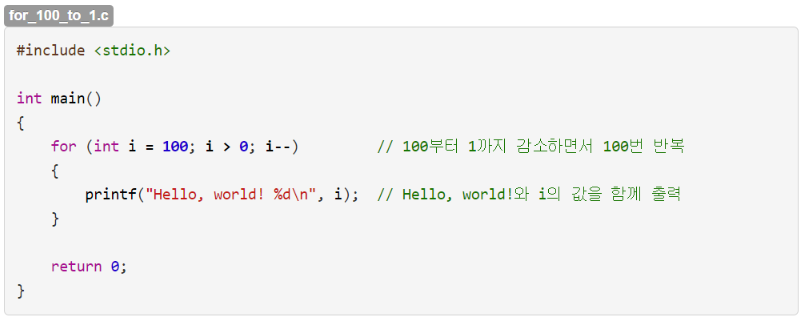 for_100_to_1.c
#include <stdio.h>
int main()
{
    for (int i = 100; i > 0; i--)         // 100부터 1까지 감소하면서 100번 반복
    {
        printf("Hello, world! %d\n", i);  // Hello, world!와 i의 값을 함께 출력
    }
    return 0;
}